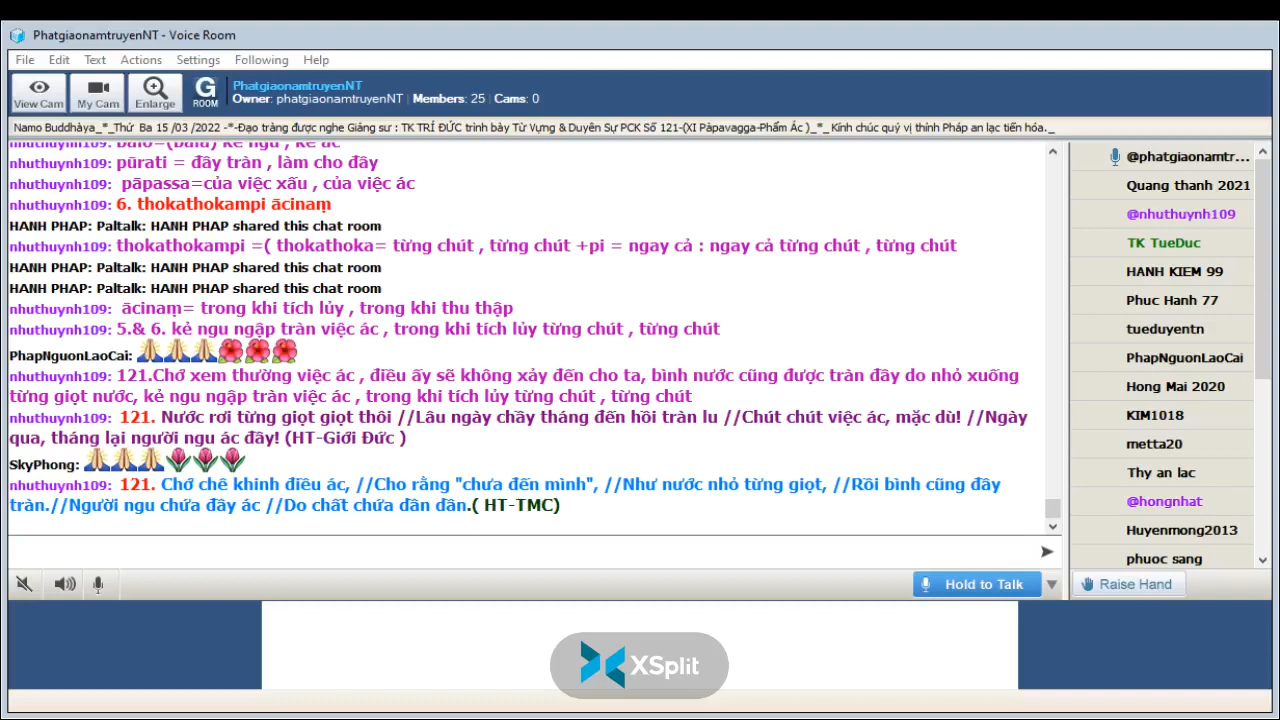 PhatgiaonamtruyenNT - Voice Room
File Edit Text Actions Settings Following Help
View Cam
My Cam
Enlarge
G
ROOM
PhatgiaonamtruyenNT
Owner: phatgiaonamtruyenNT | Members: 25 | Cams: 0
Namo Buddhàya_*_Thứ Ba 15 /03 /2022 -*-Đạo tràng được nghe Giảng sư : TK TRÍ ĐỨC trình bày Từ Vựng & Duyên Sự PCK Số 121-(XI Pàpavagga-Phẩm Ác )_*_ Kính chúc quý vị thính Pháp an lạc tiến hóa._
nhuthuynh109: bālo=(bāla) kẻ ngu , kẻ ác
nhuthuynh109: pūrati = đầy tràn , làm cho đầy
nhuthuynh109: pāpassa=của việc xấu , của việc ác
nhuthuynh109: 6. thokathokampi ācinaṃ
HANH PHAP: Paltalk: HANH PHAP shared this chat room
nhuthuynh109: thokathokampi =( thokathoka= từng chút , từng chút +pi = ngay cả : ngay cả từng chút , từng chút
HANH PHAP: Paltalk: HANH PHAP shared this chat room
HANH PHAP: Paltalk: HANH PHAP shared this chat room
nhuthuynh109: ācinaṃ= trong khi tích lủy , trong khi thu thập
nhuthuynh109: 5.& 6. kẻ ngu ngập tràn việc ác , trong khi tích lủy từng chút , từng chút
PhapNguonLaoCai: 🙏🙏🙏🌺🌺🌺
nhuthuynh109: 121.Chớ xem thường việc ác , điều ấy sẽ không xảy đến cho ta, bình nước cũng được tràn đầy do nhỏ xuống
từng giọt nước, kẻ ngu ngập tràn việc ác , trong khi tích lủy từng chút , từng chút
nhuthuynh109: 121. Nước rơi từng giọt giọt thôi //Lâu ngày chầy tháng đến hồi tràn lu //Chút chút việc ác, mặc dù! //Ngày
qua, tháng lại người ngu ác đầy! (HT-Giới Đức )
SkyPhong: 🙏🙏🙏🌷🌷🌷
nhuthuynh109: 121. Chớ chê khinh điều ác, //Cho rằng "chưa đến mình", //Như nước nhỏ từng giọt, //Rồi bình cũng đầy
tràn.//Người ngu chứa đầy ác //Do chất chứa dần dần.( HT-TMC)
@phatgiaonamtr...
Quang thanh 2021
@nhuthuynh109
TK TueDuc
HANH KIEM 99
Phuc Hanh 77
tueduyentn
PhapNguonLaoCai
Hong Mai 2020
KIM1018
metta20
Thy an lac
@hongnhat
Huyenmong2013
phuoc sang
Hold to Talk
Raise Hand
XSplit